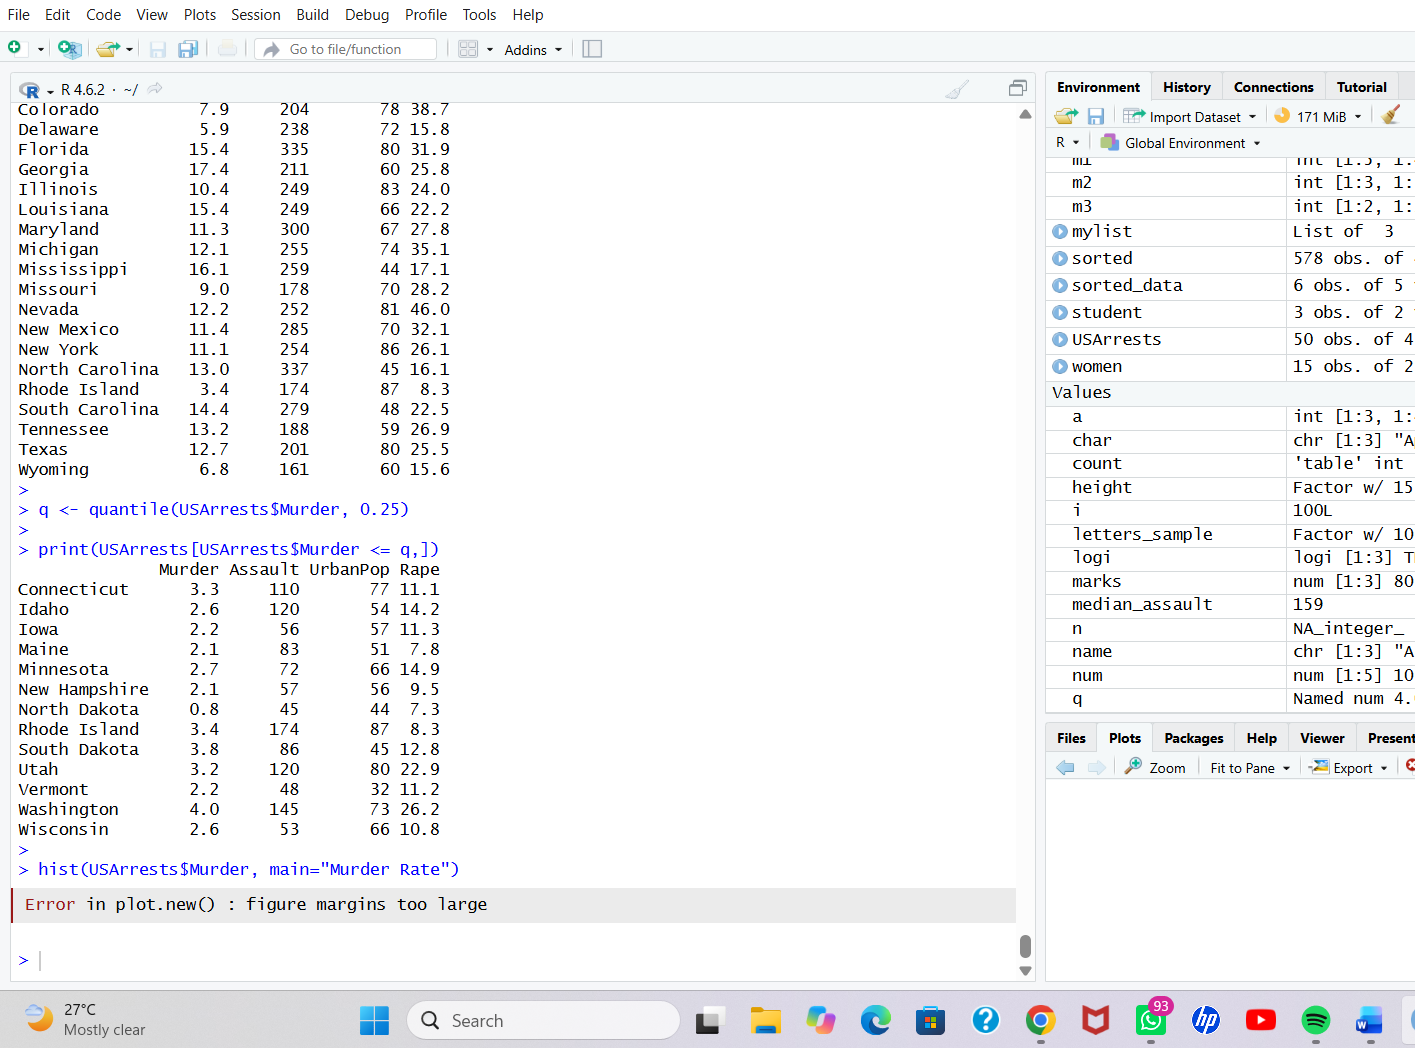 File Edit Code View Plots Session Build Debug Profile Tools Help
Go to file/function Addins
R 4.6.2 · ~/
Colorado 7.9 204 78 38.7
Delaware 5.9 238 72 15.8
Florida 15.4 335 80 31.9
Georgia 17.4 211 60 25.8
Illinois 10.4 249 83 24.0
Louisiana 15.4 249 66 22.2
Maryland 11.3 300 67 27.8
Michigan 12.1 255 74 35.1
Mississippi 16.1 259 44 17.1
Missouri 9.0 178 70 28.2
Nevada 12.2 252 81 46.0
New Mexico 11.4 285 70 32.1
New York 11.1 254 86 26.1
North Carolina 13.0 337 45 16.1
Rhode Island 3.4 174 87 8.3
South Carolina 14.4 279 48 22.5
Tennessee 13.2 188 59 26.9
Texas 12.7 201 80 25.5
Wyoming 6.8 161 60 15.6
>
> q <- quantile(USArrests$Murder, 0.25)
>
> print(USArrests[USArrests$Murder <= q,])
Murder Assault UrbanPop Rape
Connecticut 3.3 110 77 11.1
Idaho 2.6 120 54 14.2
Iowa 2.2 56 57 11.3
Maine 2.1 83 51 7.8
Minnesota 2.7 72 66 14.9
New Hampshire 2.1 57 56 9.5
North Dakota 0.8 45 44 7.3
Rhode Island 3.4 174 87 8.3
South Dakota 3.8 86 45 12.8
Utah 3.2 120 80 22.9
Vermont 2.2 48 32 11.2
Washington 4.0 145 73 26.2
Wisconsin 2.6 53 66 10.8
>
> hist(USArrests$Murder, main="Murder Rate")
Error in plot.new() : figure margins too large
>
Environment History Connections Tutorial
Import Dataset 171 MiB
R Global Environment
m1 int [1:3, 1:
m2 int [1:3, 1:
m3 int [1:2, 1:
mylist List of 3
sorted 578 obs. of
sorted_data 6 obs. of 5
student 3 obs. of 2
USArrests 50 obs. of 4
women 15 obs. of 2
Values
a int [1:3, 1:
char chr [1:3] "A
count 'table' int
height Factor w/ 15
i 100L
letters_sample Factor w/ 10
logi logi [1:3] T
marks num [1:3] 80
median_assault 159
n NA_integer_
name chr [1:3] "A
num num [1:5] 10
q Named num 4.
Files Plots Packages Help Viewer Present
Zoom Fit to Pane Export
27°C
Mostly clear
Search
93
hp